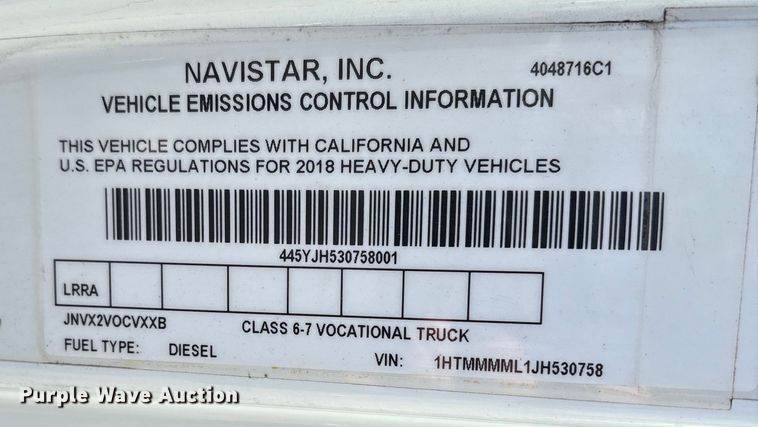 NAVISTAR, INC.
4048716C1
VEHICLE EMISSIONS CONTROL INFORMATION
THIS VEHICLE COMPLIES WITH CALIFORNIA AND
U.S. EPA REGULATIONS FOR 2018 HEAVY-DUTY VEHICLES
445YJH530758001
LRRA
JNVX2VOCVXXB
CLASS 6-7 VOCATIONAL TRUCK
FUEL TYPE: DIESEL
VIN: 1HTMMMML1JH530758
Purple Wave Auction